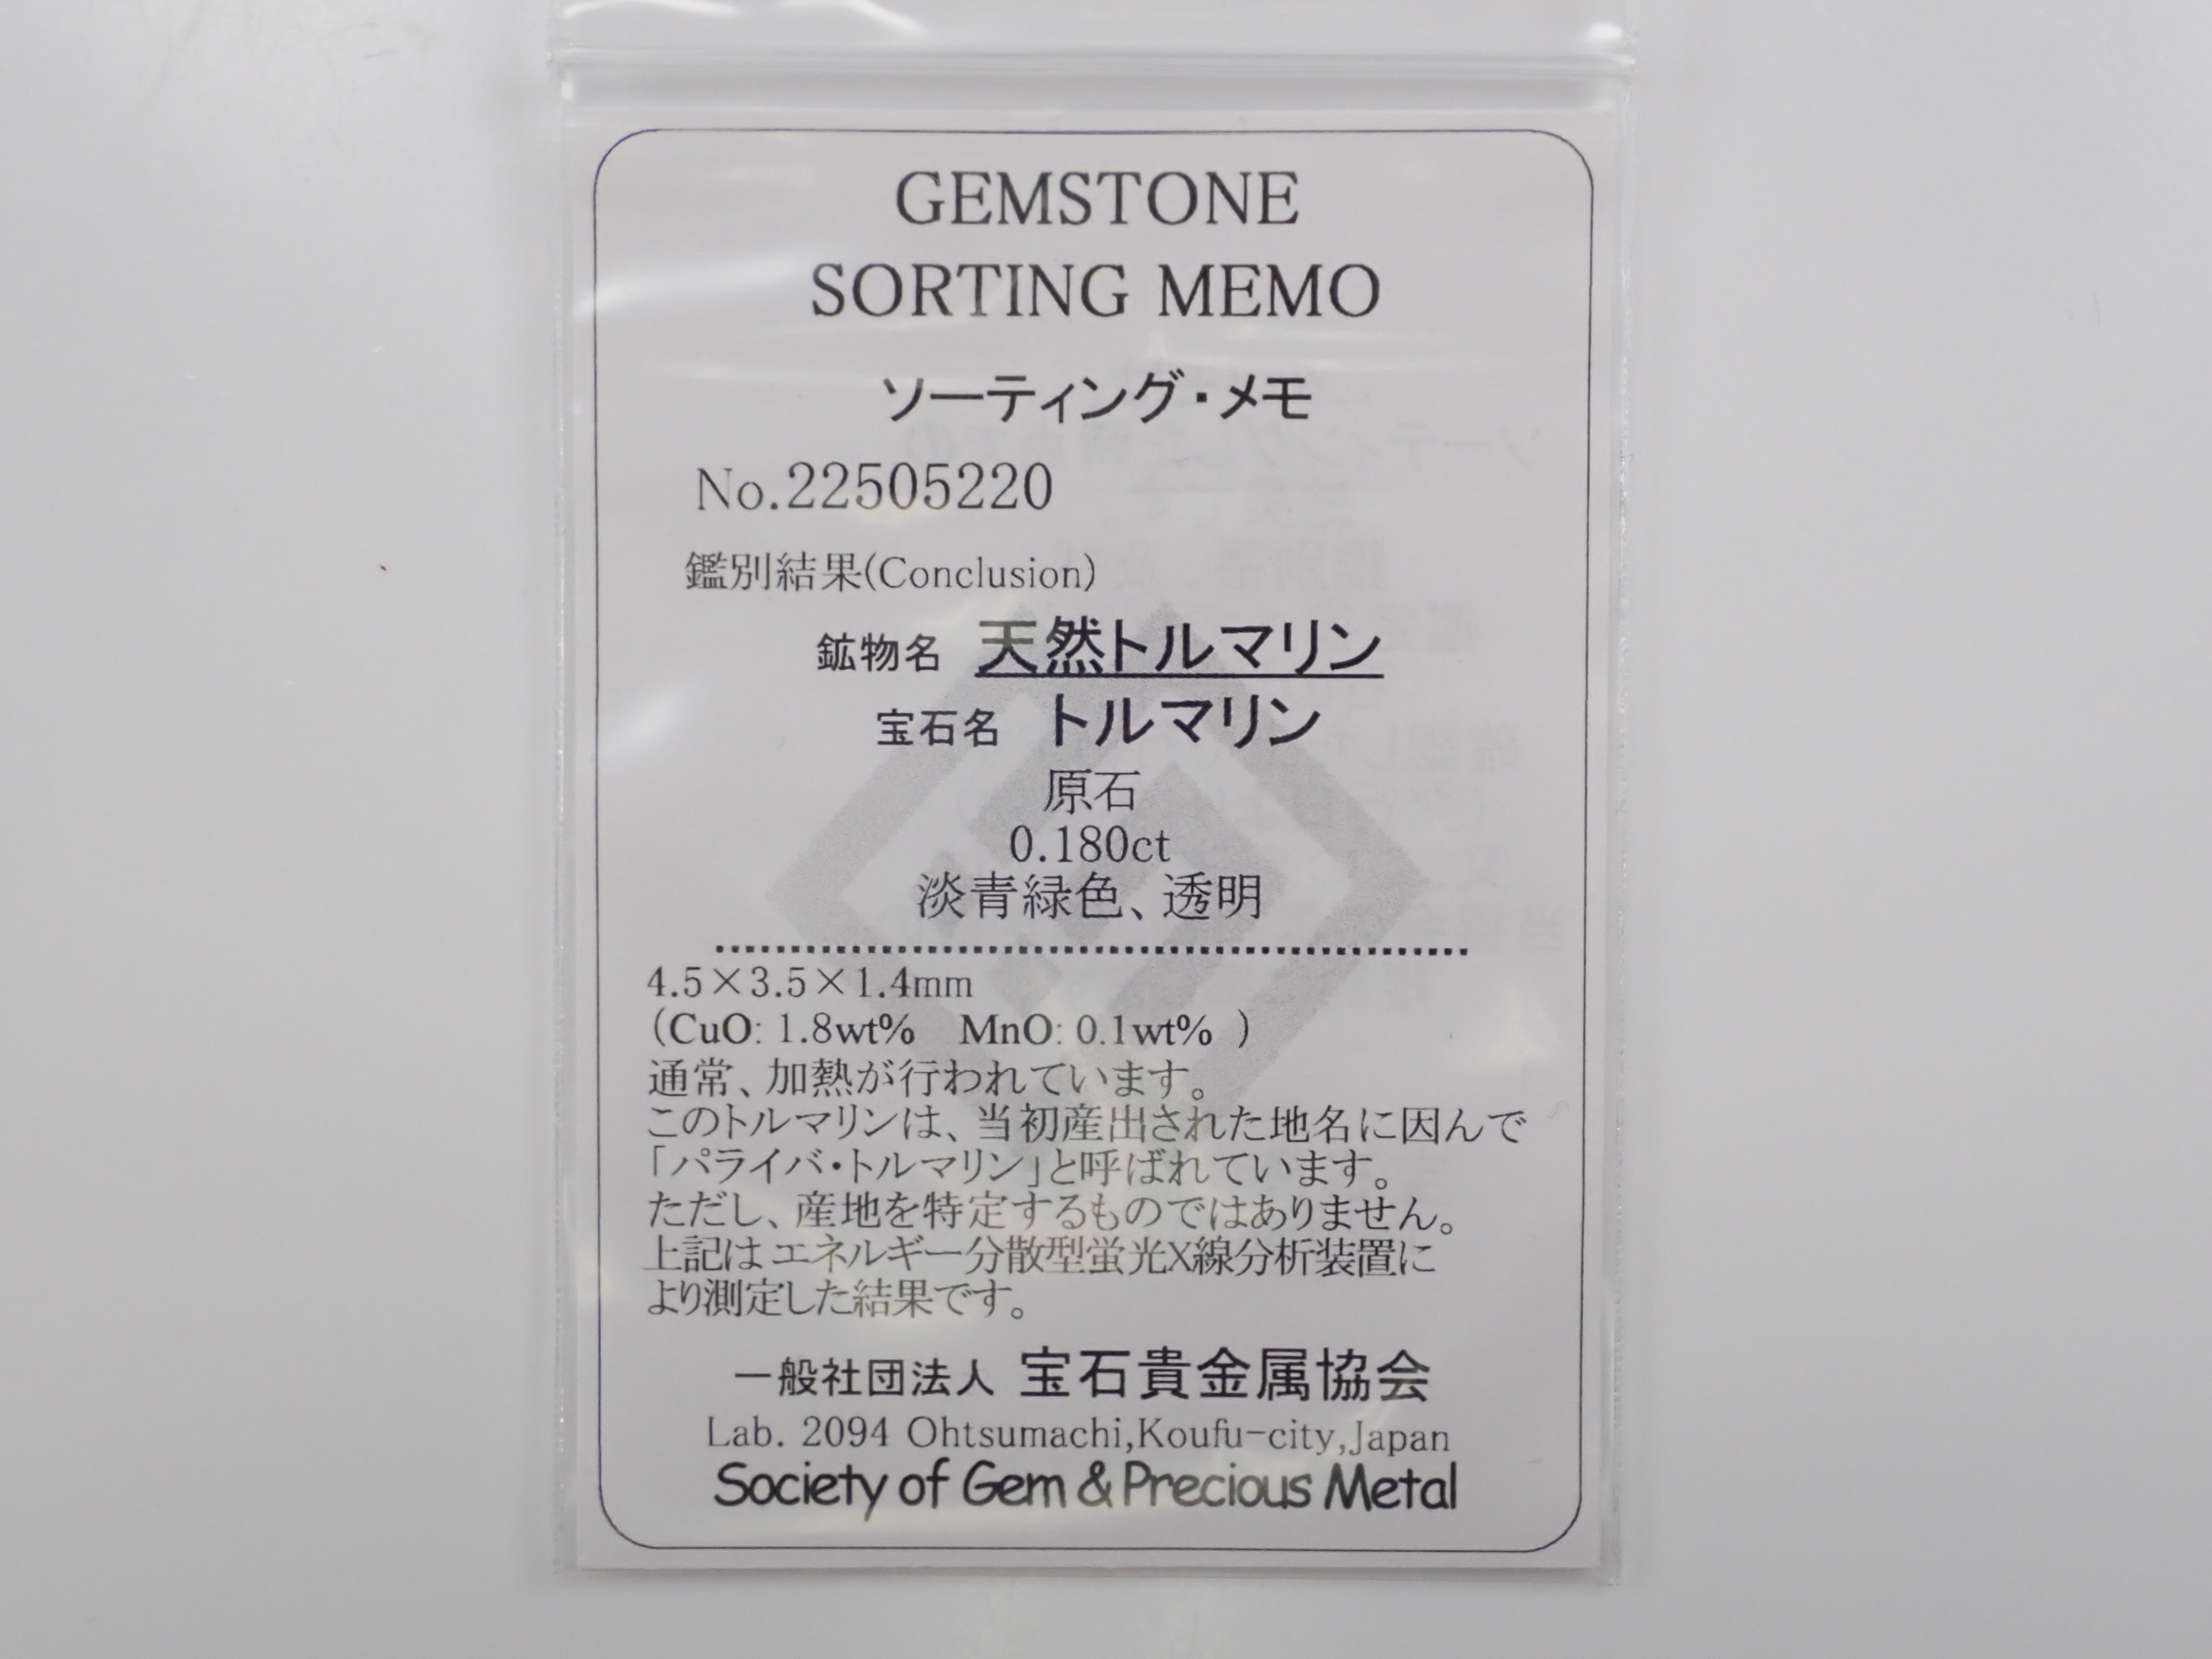 GEMSTONE
SORTING MEMO
ソーティング・メモ
No.22505220
鑑別結果(Conclusion)
鉱物名 天然トルマリン
宝石名 トルマリン
原石
0.180ct
淡青緑色、透明
4.5×3.5×1.4mm
(CuO: 1.8wt% MnO: 0.1wt% )
通常、加熱が行われています。
このトルマリンは、当初産出された地名に因んで
「パライバ・トルマリン」と呼ばれています。
ただし、産地を特定するものではありません。
上記はエネルギー分散型蛍光X線分析装置に
より測定した結果です。
一般社団法人 宝石貴金属協会
Lab. 2094 Ohtsumachi,Koufu-city,Japan
Society of Gem & Precious Metal